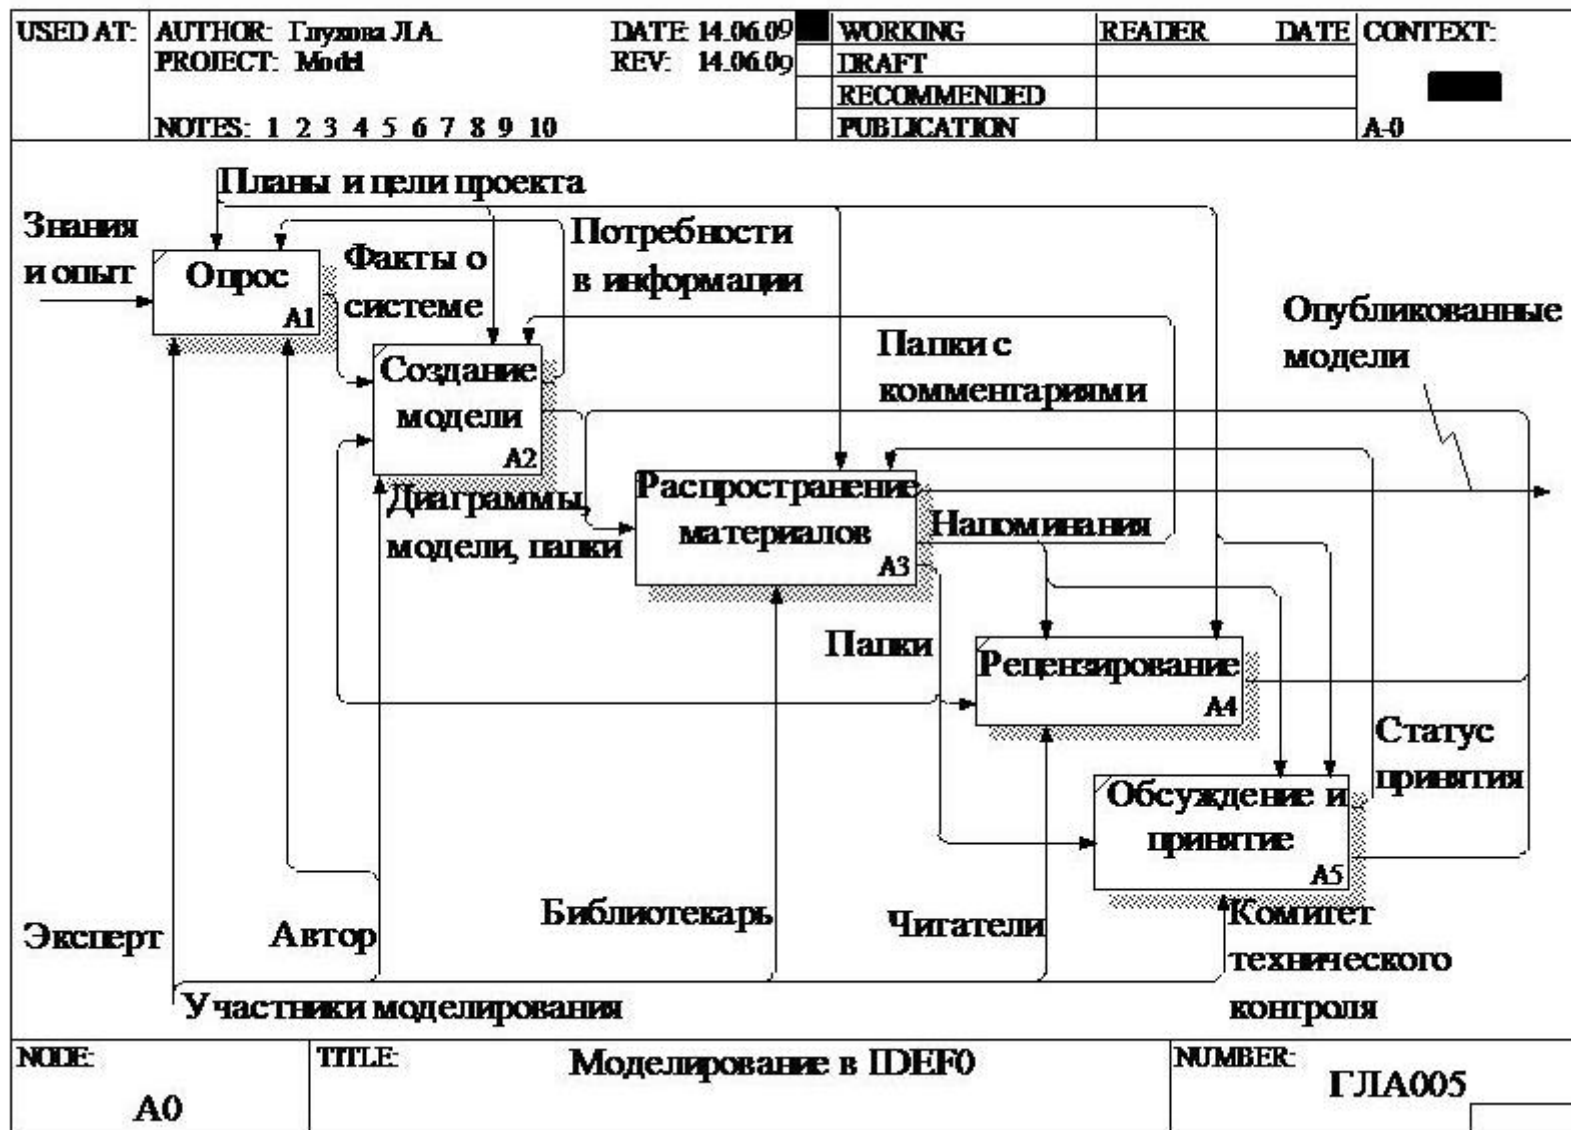 USED AT: AUTHOR: Глухова Л.А. DATE: 14.06.09 WORKING READER DATE CONTEXT:
PROJECT: Model REV: 14.06.09 DRAFT
RECOMMENDED
NOTES: 1 2 3 4 5 6 7 8 9 10 PUBLICATION A-0
Планы и цели проекта
Знания
и опыт
Опрос
A1
Факты о
системе
Потребности
в информации
Опубликованные
модели
Создание
модели
A2
Папки с
комментариями
Диаграммы,
модели, папки
Распространение
материалов
A3
Напоминания
Папки
Рецензирование
A4
Статус
принятия
Обсуждение и
принятие
A5
Эксперт
Автор
Библиотекарь
Читатели
Комитет
технического
контроля
Участники моделирования
NODE: TITLE: Моделирование в IDEF0 NUMBER:
A0 ГЛА005